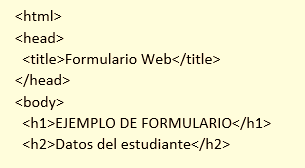 <html>
<head>
<title>Formulario Web</title>
</head>
<body>
<h1>EJEMPLO DE FORMULARIO</h1>
<h2>Datos del estudiante</h2>